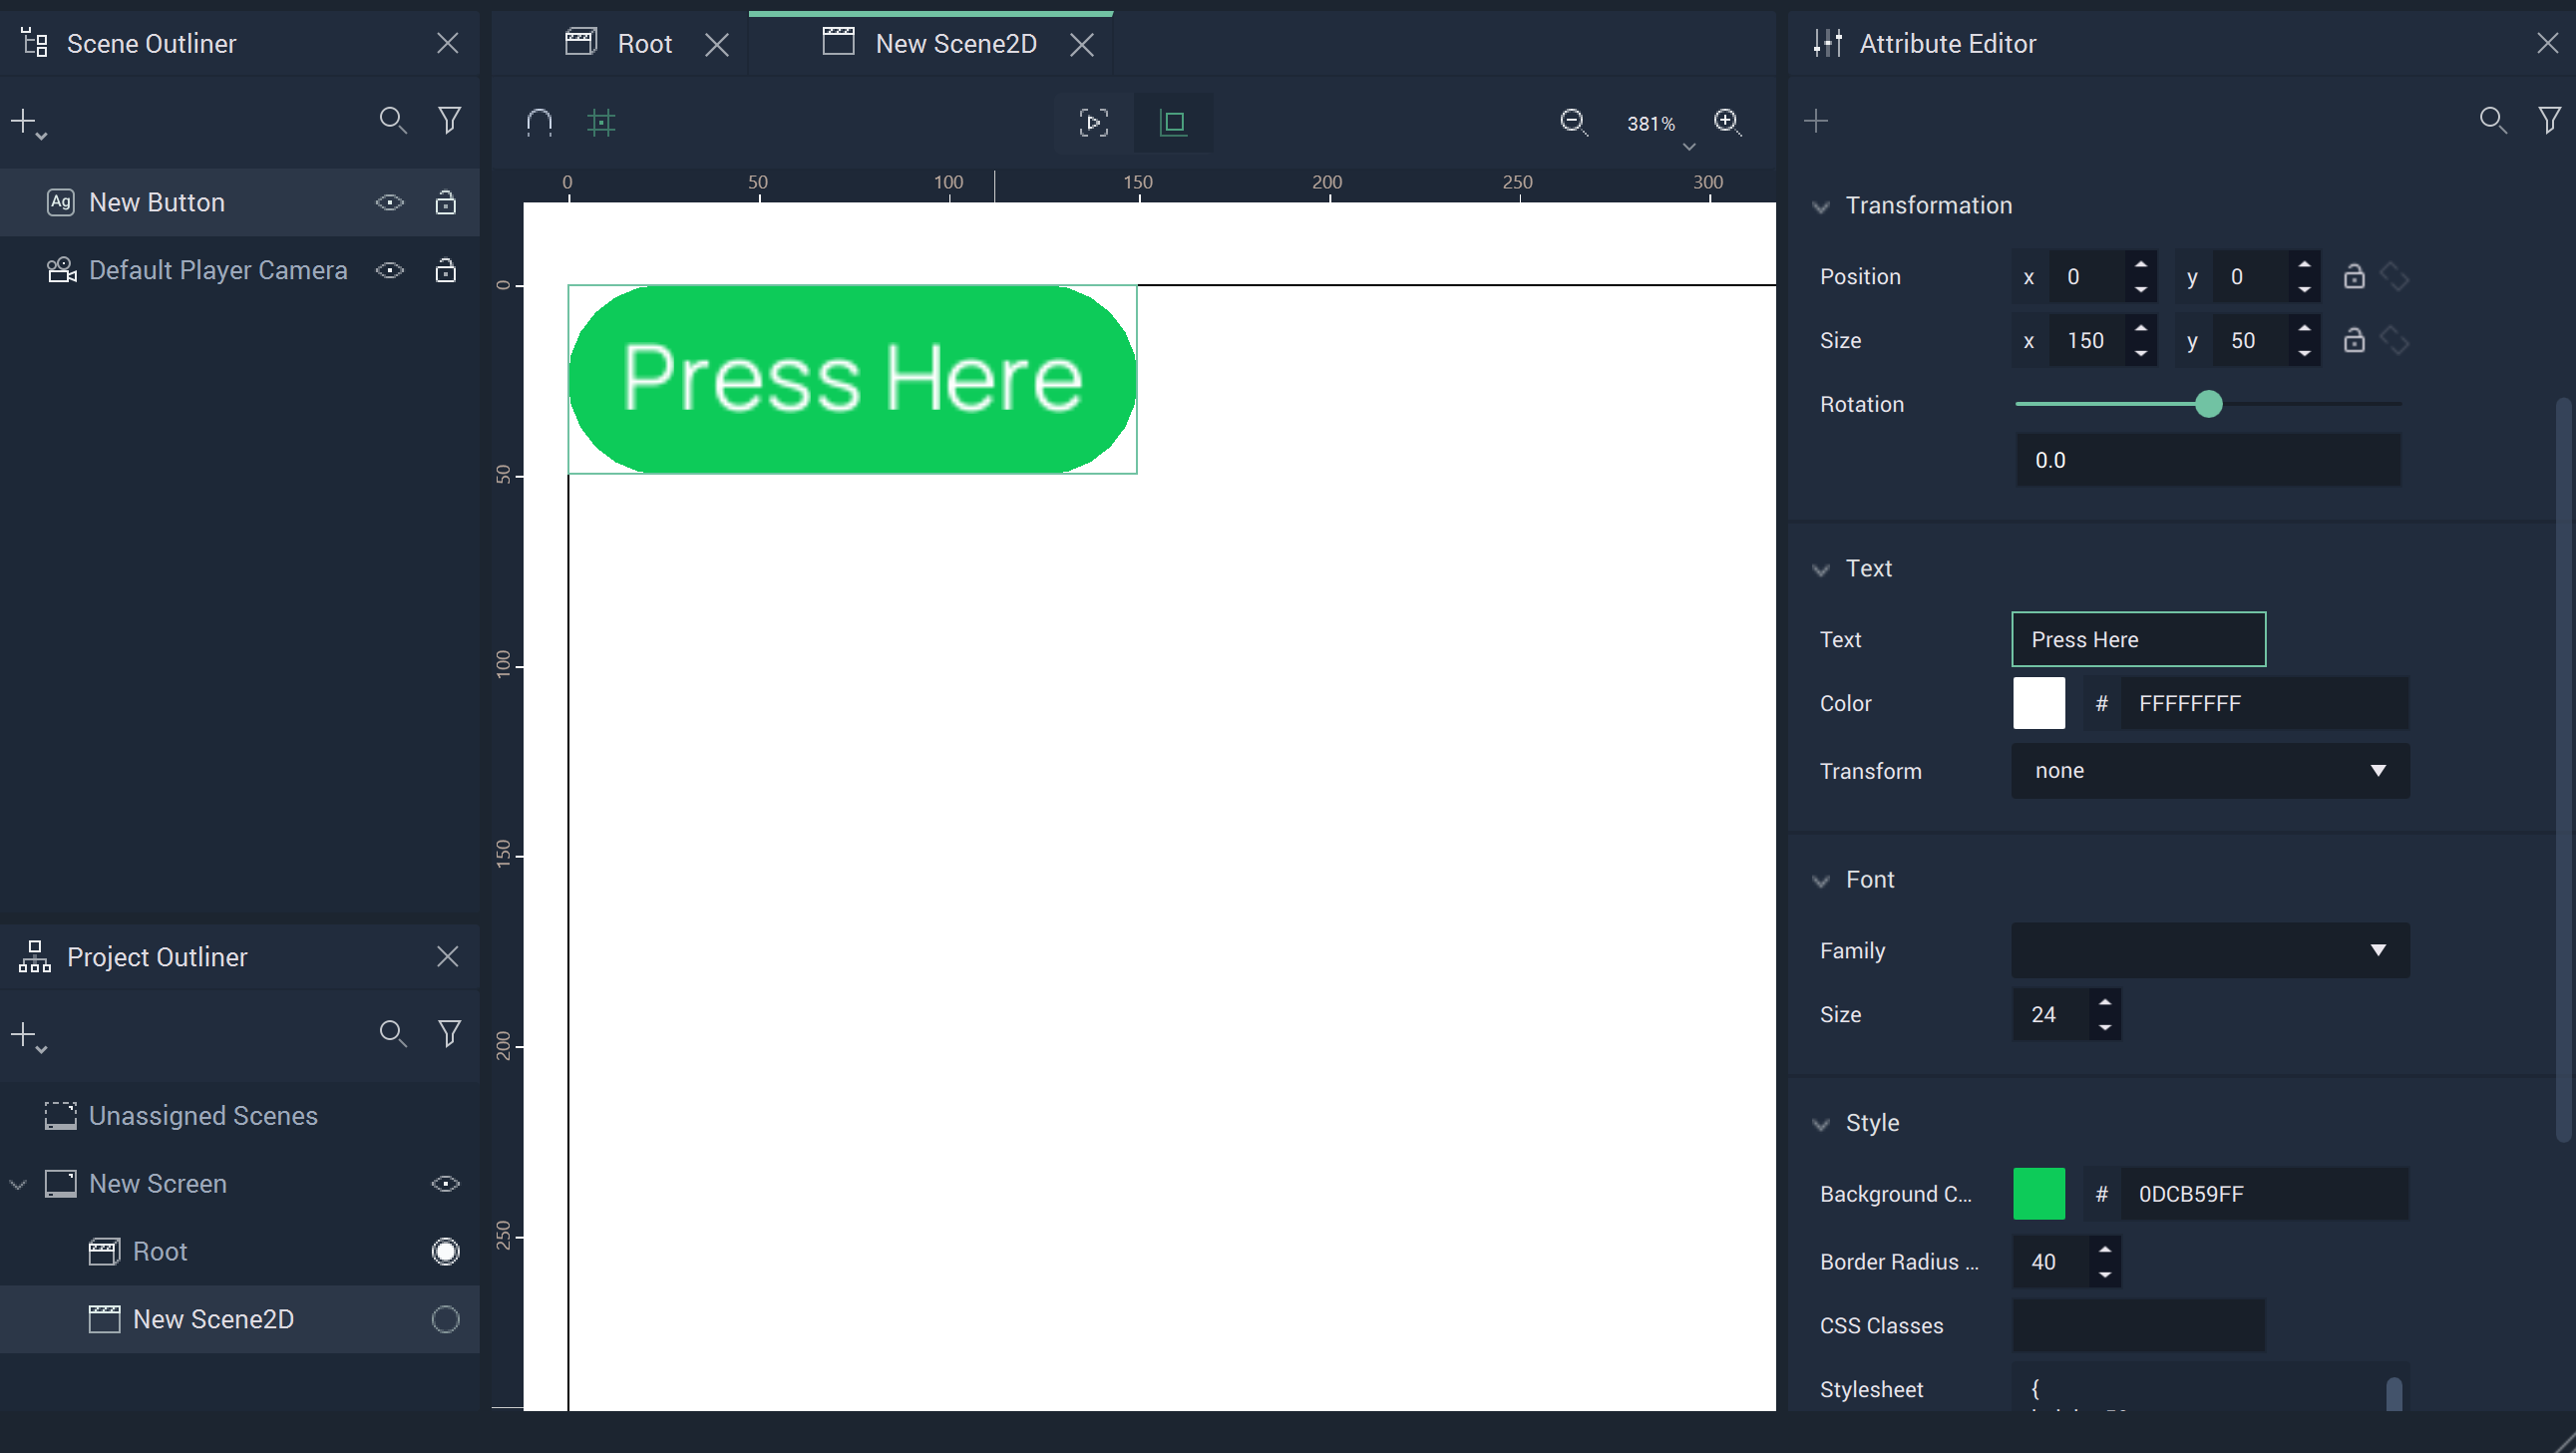 Scene Outliner
Ag New Button
Default Player Camera
Project Outliner
Unassigned Scenes
New Screen
Root
New Scene2D
Root
New Scene2D
381%
0 50 100 150 200 250 300
0
50
100
150
200
250
Press Here
Attribute Editor
Transformation
Position x 0 y 0
Size x 150 y 50
Rotation
0.0
Text
Text Press Here
Color # FFFFFFFF
Transform none
Font
Family
Size 24
Style
Background C... # 0DCB59FF
Border Radius ... 40
CSS Classes
Stylesheet {